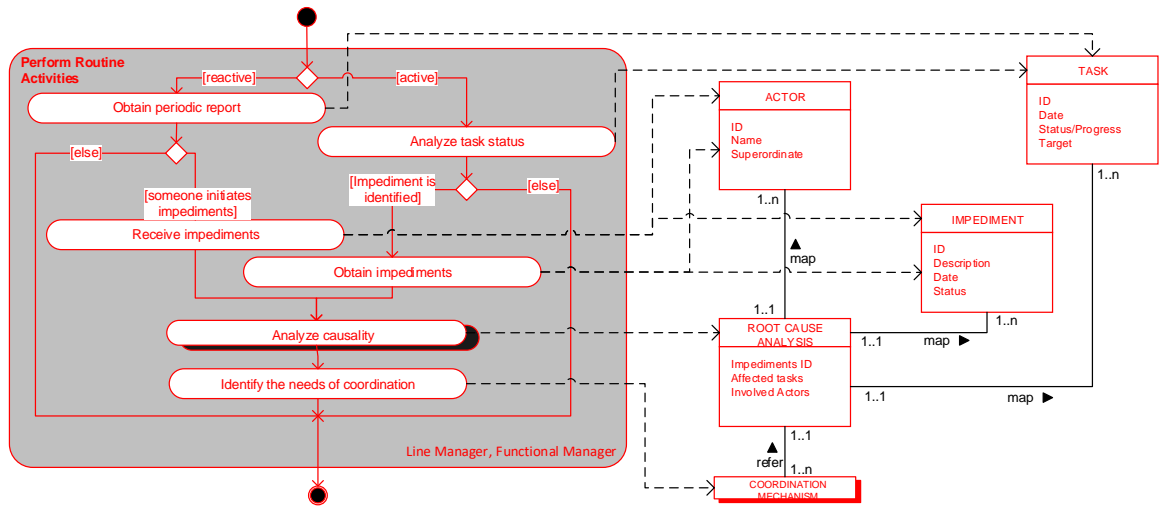 Perform Routine
Activities
[reactive]
[active]
Obtain periodic report
Analyze task status
[else]
[someone initiates
impediments]
[Impediment is
identified]
[else]
Receive impediments
Obtain impediments
Analyze causality
Identify the needs of coordination
Line Manager, Functional Manager
ACTOR
ID
Name
Superordinate
TASK
ID
Date
Status/Progress
Target
1..n
1..n
IMPEDIMENT
ID
Description
Date
Status
map
1..1
1..n
ROOT CAUSE
ANALYSIS
Impediments ID
Affected tasks
Involved Actors
1..1
map
1..1
map
1..1
refer
1..n
COORDINATION
MECHANISM